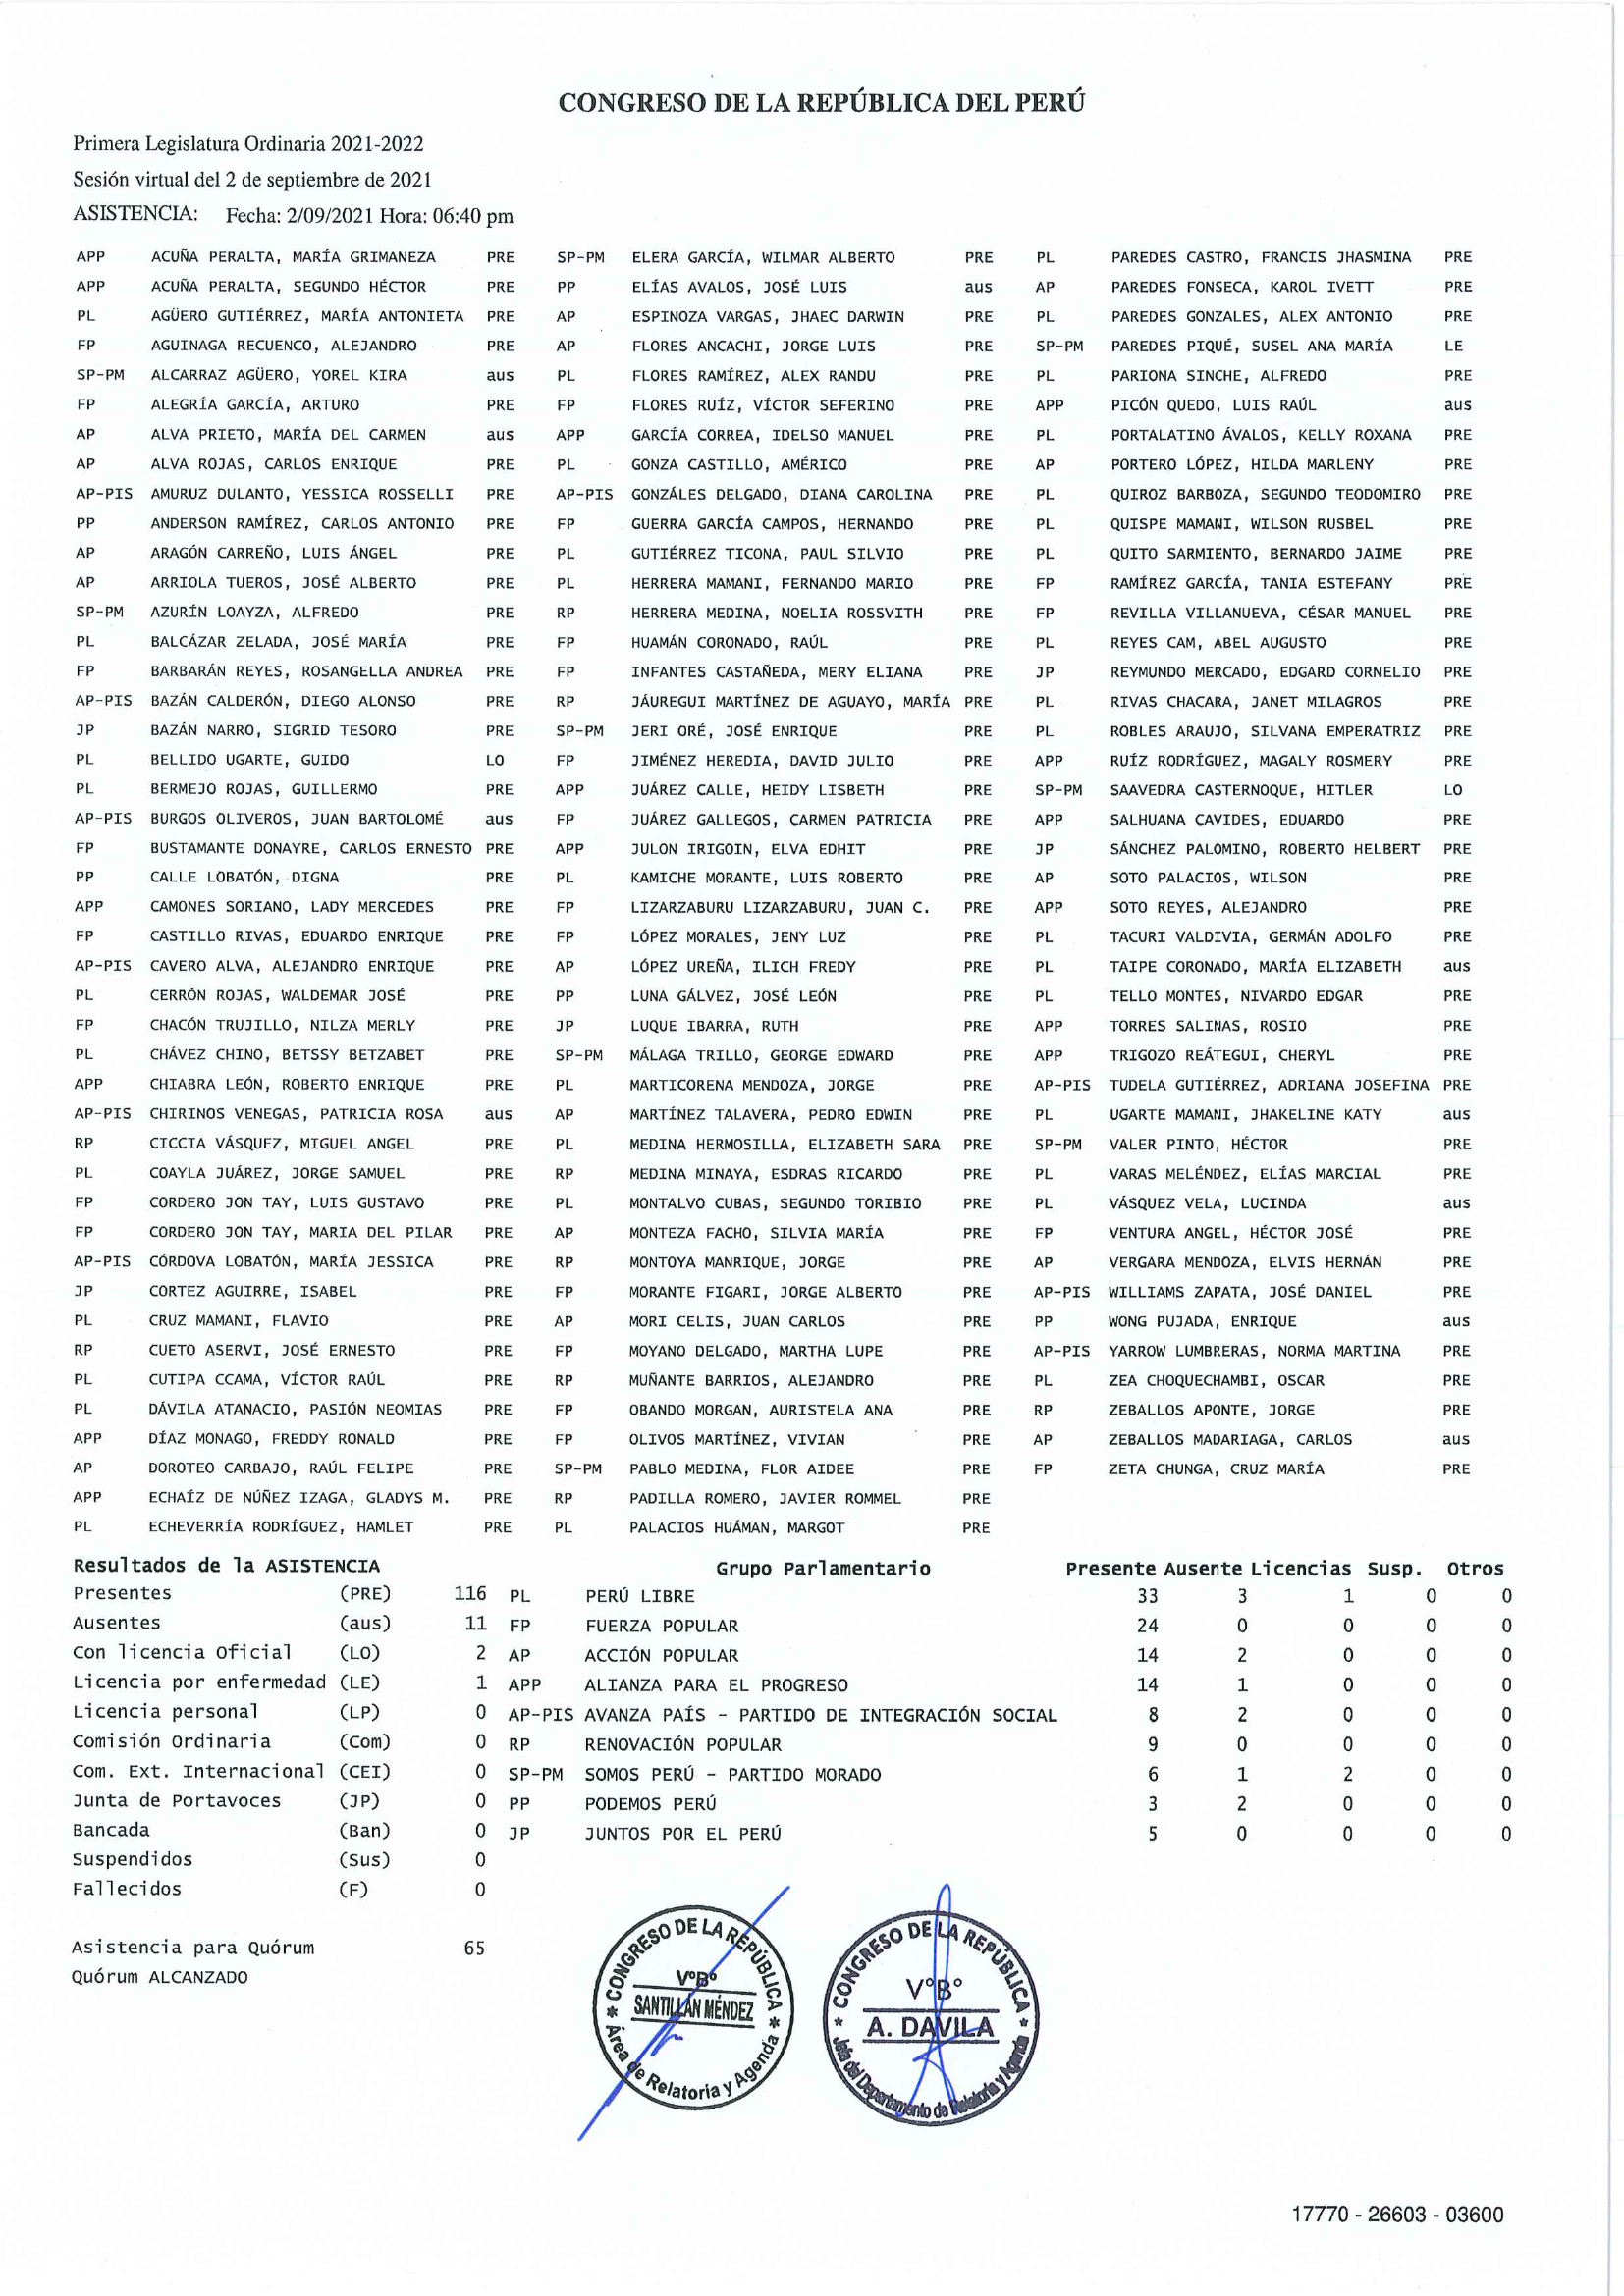 CONGRESO DE LA REPÚBLICA DEL PERÚ
Primera Legislatura Ordinaria 2021-2022
Sesión virtual del 2 de septiembre de 2021
ASISTENCIA: Fecha: 2/09/2021 Hora: 06:40 pm
APP ACUÑA PERALTA, MARÍA GRIMANEZA PRE SP-PM ELERA GARCÍA, WILMAR ALBERTO PRE PL PAREDES CASTRO, FRANCIS JHASMINA PRE
APP ACUÑA PERALTA, SEGUNDO HÉCTOR PRE PP ELÍAS AVALOS, JOSÉ LUIS aus AP PAREDES FONSECA, KAROL IVETT PRE
PL AGÜERO GUTIÉRREZ, MARÍA ANTONIETA PRE AP ESPINOZA VARGAS, JHAEC DARWIN PRE PL PAREDES GONZALES, ALEX ANTONIO PRE
FP AGUINAGA RECUENCO, ALEJANDRO PRE AP FLORES ANCACHI, JORGE LUIS PRE SP-PM PAREDES PIQUÉ, SUSEL ANA MARÍA LE
SP-PM ALCARRAZ AGÜERO, YOREL KIRA aus PL FLORES RAMÍREZ, ALEX RANDU PRE PL PARIONA SINCHE, ALFREDO PRE
FP ALEGRÍA GARCÍA, ARTURO PRE FP FLORES RUÍZ, VÍCTOR SEFERINO PRE APP PICÓN QUEDO, LUIS RAÚL aus
AP ALVA PRIETO, MARÍA DEL CARMEN aus APP GARCÍA CORREA, IDELSO MANUEL PRE PL PORTALATINO ÁVALOS, KELLY ROXANA PRE
AP ALVA ROJAS, CARLOS ENRIQUE PRE PL GONZA CASTILLO, AMÉRICO PRE AP PORTERO LÓPEZ, HILDA MARLENY PRE
AP-PIS AMURUZ DULANTO, YESSICA ROSSELLI PRE AP-PIS GONZÁLES DELGADO, DIANA CAROLINA PRE PL QUIROZ BARBOZA, SEGUNDO TEODOMIRO PRE
PP ANDERSON RAMÍREZ, CARLOS ANTONIO PRE FP GUERRA GARCÍA CAMPOS, HERNANDO PRE PL QUISPE MAMANI, WILSON RUSBEL PRE
AP ARAGÓN CARREÑO, LUIS ÁNGEL PRE PL GUTIÉRREZ TICONA, PAUL SILVIO PRE PL QUITO SARMIENTO, BERNARDO JAIME PRE
AP ARRIOLA TUEROS, JOSÉ ALBERTO PRE PL HERRERA MAMANI, FERNANDO MARIO PRE FP RAMÍREZ GARCÍA, TANIA ESTEFANY PRE
SP-PM AZURÍN LOAYZA, ALFREDO PRE RP HERRERA MEDINA, NOELIA ROSSVITH PRE FP REVILLA VILLANUEVA, CÉSAR MANUEL PRE
PL BALCÁZAR ZELADA, JOSÉ MARÍA PRE FP HUAMÁN CORONADO, RAÚL PRE PL REYES CAM, ABEL AUGUSTO PRE
FP BARBARÁN REYES, ROSANGELLA ANDREA PRE FP INFANTES CASTAÑEDA, MERY ELIANA PRE JP REYMUNDO MERCADO, EDGARD CORNELIO PRE
AP-PIS BAZÁN CALDERÓN, DIEGO ALONSO PRE RP JÁUREGUI MARTÍNEZ DE AGUAYO, MARÍA PRE PL RIVAS CHACARA, JANET MILAGROS PRE
JP BAZÁN NARRO, SIGRID TESORO PRE SP-PM JERI ORÉ, JOSÉ ENRIQUE PRE PL ROBLES ARAUJO, SILVANA EMPERATRIZ PRE
PL BELLIDO UGARTE, GUIDO LO FP JIMÉNEZ HEREDIA, DAVID JULIO PRE APP RUÍZ RODRÍGUEZ, MAGALY ROSMERY PRE
PL BERMEJO ROJAS, GUILLERMO PRE APP JUÁREZ CALLE, HEIDY LISBETH PRE SP-PM SAAVEDRA CASTERNOQUE, HITLER LO
AP-PIS BURGOS OLIVEROS, JUAN BARTOLOMÉ aus FP JUÁREZ GALLEGOS, CARMEN PATRICIA PRE APP SALHUANA CAVIDES, EDUARDO PRE
FP BUSTAMANTE DONAYRE, CARLOS ERNESTO PRE APP JULON IRIGOIN, ELVA EDHIT PRE JP SÁNCHEZ PALOMINO, ROBERTO HELBERT PRE
PP CALLE LOBATÓN, DIGNA PRE PL KAMICHE MORANTE, LUIS ROBERTO PRE AP SOTO PALACIOS, WILSON PRE
APP CAMONES SORIANO, LADY MERCEDES PRE FP LIZARZABURU LIZARZABURU, JUAN C. PRE APP SOTO REYES, ALEJANDRO PRE
FP CASTILLO RIVAS, EDUARDO ENRIQUE PRE FP LÓPEZ MORALES, JENY LUZ PRE PL TACURI VALDIVIA, GERMÁN ADOLFO PRE
AP-PIS CAVERO ALVA, ALEJANDRO ENRIQUE PRE AP LÓPEZ UREÑA, ILICH FREDY PRE PL TAIPE CORONADO, MARÍA ELIZABETH aus
PL CERRÓN ROJAS, WALDEMAR JOSÉ PRE PP LUNA GÁLVEZ, JOSÉ LEÓN PRE PL TELLO MONTES, NIVARDO EDGAR PRE
FP CHACÓN TRUJILLO, NILZA MERLY PRE JP LUQUE IBARRA, RUTH PRE APP TORRES SALINAS, ROSIO PRE
PL CHÁVEZ CHINO, BETSSY BETZABET PRE SP-PM MÁLAGA TRILLO, GEORGE EDWARD PRE APP TRIGOZO REÁTEGUI, CHERYL PRE
APP CHIABRA LEÓN, ROBERTO ENRIQUE PRE PL MARTICORENA MENDOZA, JORGE PRE AP-PIS TUDELA GUTIÉRREZ, ADRIANA JOSEFINA PRE
AP-PIS CHIRINOS VENEGAS, PATRICIA ROSA aus AP MARTÍNEZ TALAVERA, PEDRO EDWIN PRE PL UGARTE MAMANI, JHAKELINE KATY aus
RP CICCIA VÁSQUEZ, MIGUEL ANGEL PRE PL MEDINA HERMOSILLA, ELIZABETH SARA PRE SP-PM VALER PINTO, HÉCTOR PRE
PL COAYLA JUÁREZ, JORGE SAMUEL PRE RP MEDINA MINAYA, ESDRAS RICARDO PRE PL VARAS MELÉNDEZ, ELÍAS MARCIAL PRE
FP CORDERO JON TAY, LUIS GUSTAVO PRE PL MONTALVO CUBAS, SEGUNDO TORIBIO PRE PL VÁSQUEZ VELA, LUCINDA aus
FP CORDERO JON TAY, MARIA DEL PILAR PRE AP MONTEZA FACHO, SILVIA MARÍA PRE FP VENTURA ANGEL, HÉCTOR JOSÉ PRE
AP-PIS CÓRDOVA LOBATÓN, MARÍA JESSICA PRE RP MONTOYA MANRIQUE, JORGE PRE AP VERGARA MENDOZA, ELVIS HERNÁN PRE
JP CORTEZ AGUIRRE, ISABEL PRE FP MORANTE FIGARI, JORGE ALBERTO PRE AP-PIS WILLIAMS ZAPATA, JOSÉ DANIEL PRE
PL CRUZ MAMANI, FLAVIO PRE AP MORI CELIS, JUAN CARLOS PRE PP WONG PUJADA, ENRIQUE aus
RP CUETO ASERVI, JOSÉ ERNESTO PRE FP MOYANO DELGADO, MARTHA LUPE PRE AP-PIS YARROW LUMBRERAS, NORMA MARTINA PRE
PL CUTIPA CCAMA, VÍCTOR RAÚL PRE RP MUÑANTE BARRIOS, ALEJANDRO PRE PL ZEA CHOQUECHAMBI, OSCAR PRE
PL DÁVILA ATANACIO, PASIÓN NEOMIAS PRE FP OBANDO MORGAN, AURISTELA ANA PRE RP ZEBALLOS APONTE, JORGE PRE
APP DÍAZ MONAGO, FREDDY RONALD PRE FP OLIVOS MARTÍNEZ, VIVIAN PRE AP ZEBALLOS MADARIAGA, CARLOS aus
AP DOROTEO CARBAJO, RAÚL FELIPE PRE SP-PM PABLO MEDINA, FLOR AIDEE PRE FP ZETA CHUNGA, CRUZ MARÍA PRE
APP ECHAÍZ DE NÚÑEZ IZAGA, GLADYS M. PRE RP PADILLA ROMERO, JAVIER ROMMEL PRE
PL ECHEVERRÍA RODRÍGUEZ, HAMLET PRE PL PALACIOS HUÁMAN, MARGOT PRE
Resultados de la ASISTENCIA Grupo Parlamentario Presente Ausente Licencias Susp. Otros
Presentes (PRE) 116 PL PERÚ LIBRE 33 3 1 0 0
Ausentes (aus) 11 FP FUERZA POPULAR 24 0 0 0 0
Con licencia Oficial (LO) 2 AP ACCIÓN POPULAR 14 2 0 0 0
Licencia por enfermedad (LE) 1 APP ALIANZA PARA EL PROGRESO 14 1 0 0 0
Licencia personal (LP) 0 AP-PIS AVANZA PAÍS - PARTIDO DE INTEGRACIÓN SOCIAL 8 2 0 0 0
Comisión Ordinaria (Com) 0 RP RENOVACIÓN POPULAR 9 0 0 0 0
Com. Ext. Internacional (CEI) 0 SP-PM SOMOS PERÚ - PARTIDO MORADO 6 1 2 0 0
Junta de Portavoces (JP) 0 PP PODEMOS PERÚ 3 2 0 0 0
Bancada (Ban) 0 JP JUNTOS POR EL PERÚ 5 0 0 0 0
Suspendidos (Sus) 0
Fallecidos (F) 0
Asistencia para Quórum 65
Quórum ALCANZADO
CONGRESO DE LA REPÚBLICA
V°B°
SANTILLÁN MÉNDEZ
Área de Relatoría y Agenda
CONGRESO DE LA REPÚBLICA
V°B°
A. DAVILA
Jefa del Departamento de Relatoría y Agenda
17770 - 26603 - 03600